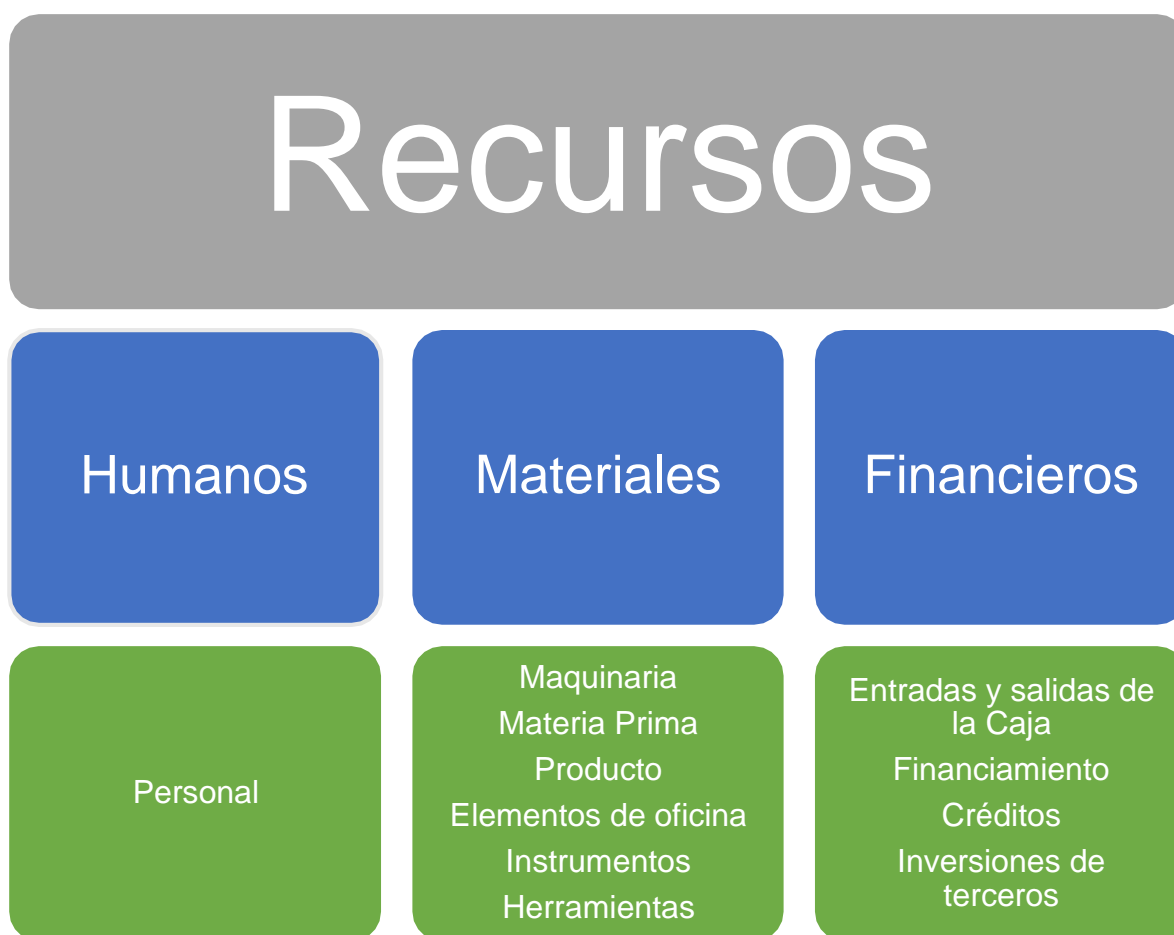 Recursos
Humanos
Materiales
Financieros
Personal
Maquinaria
Materia Prima
Producto
Elementos de oficina
Instrumentos
Herramientas
Entradas y salidas de
la Caja
Financiamiento
Créditos
Inversiones de
terceros